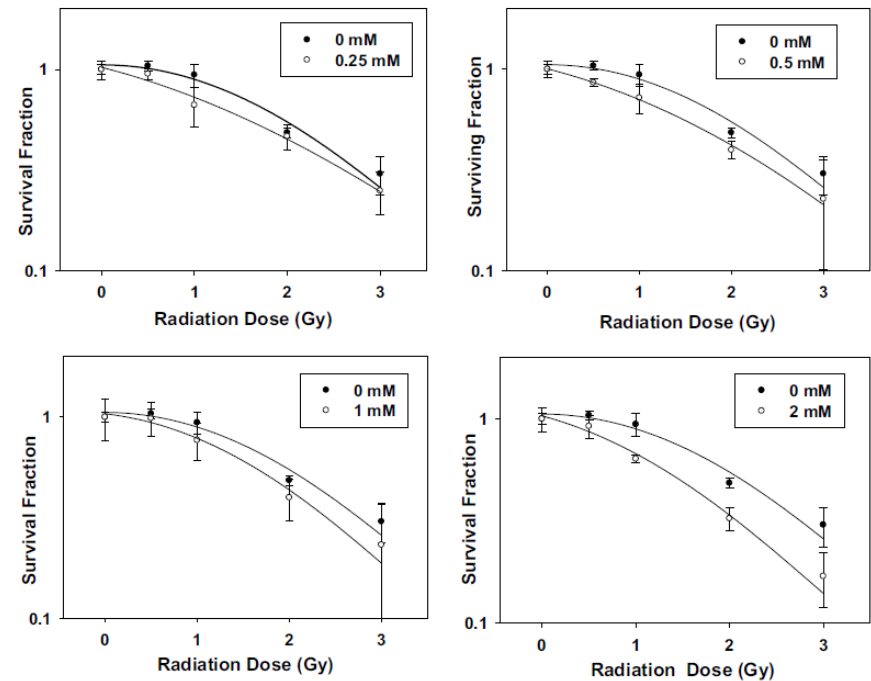 0 mM
0.25 mM
1
0.1
Survival Fraction
0 1 2 3
Radiation Dose (Gy)
0 mM
0.5 mM
1
0.1
Surviving Fraction
0 1 2 3
Radiation Dose (Gy)
0 mM
1 mM
1
0.1
Survival Fraction
0 1 2 3
Radiation Dose (Gy)
0 mM
2 mM
1
0.1
Survival Fraction
0 1 2 3
Radiation Dose (Gy)